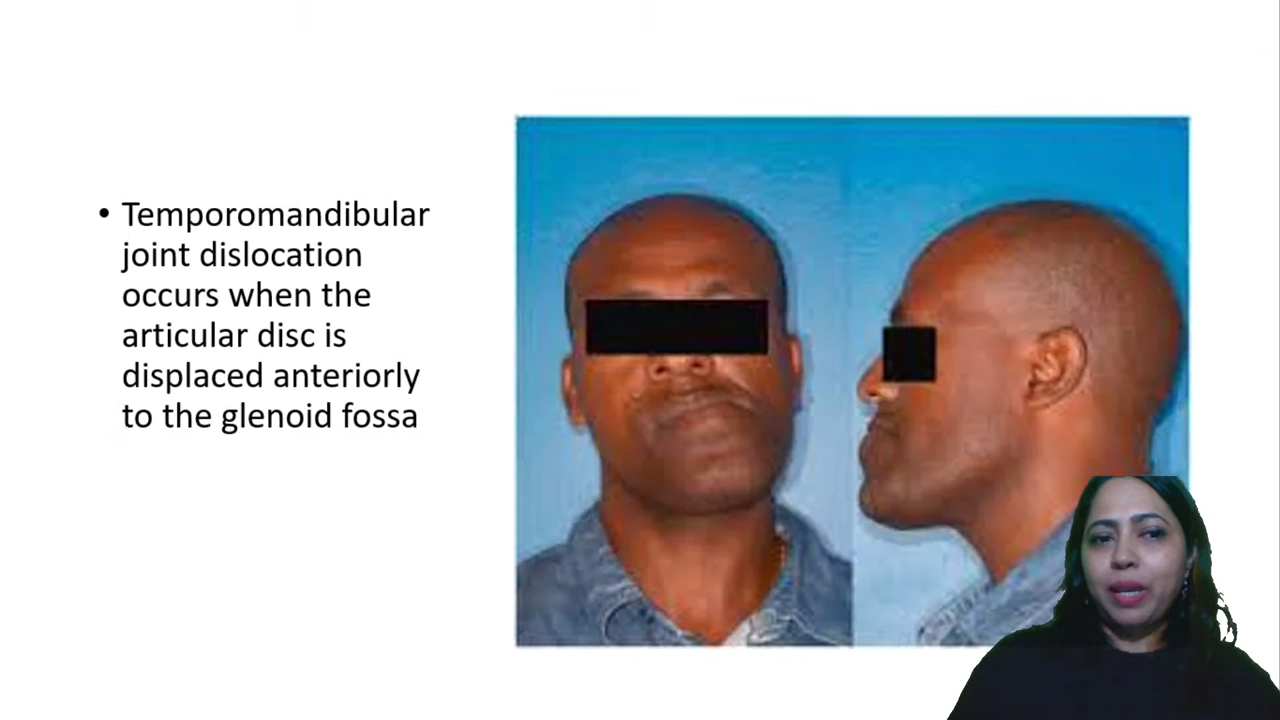 • Temporomandibular
joint dislocation
occurs when the
articular disc is
displaced anteriorly
to the glenoid fossa